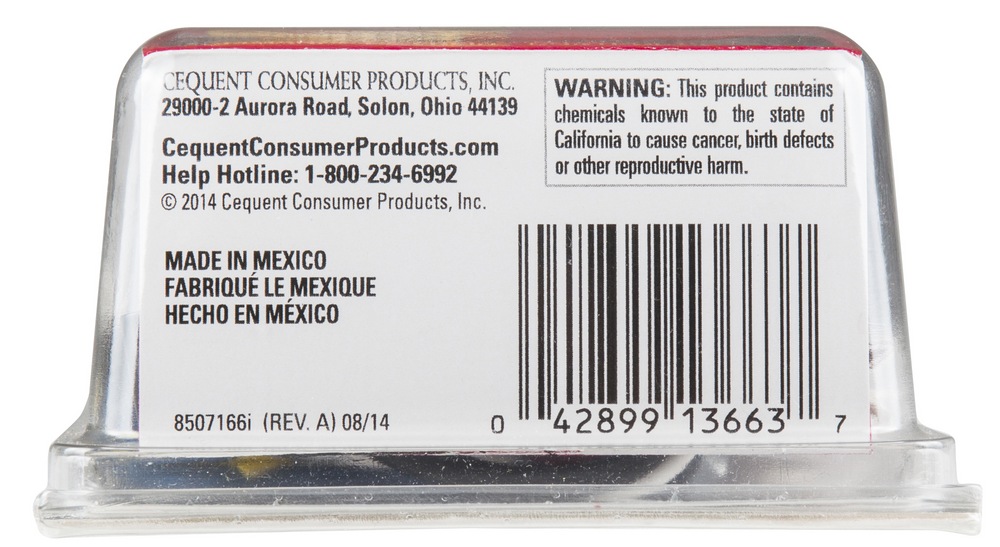 CEQUENT CONSUMER PRODUCTS, INC.
29000-2 Aurora Road, Solon, Ohio 44139
CequentConsumerProducts.com
Help Hotline: 1-800-234-6992
© 2014 Cequent Consumer Products, Inc.
WARNING: This product contains
chemicals known to the state of
California to cause cancer, birth defects
or other reproductive harm.
MADE IN MEXICO
FABRIQUÉ LE MEXIQUE
HECHO EN MÉXICO
8507166i (REV. A) 08/14
0 42899 13663 7